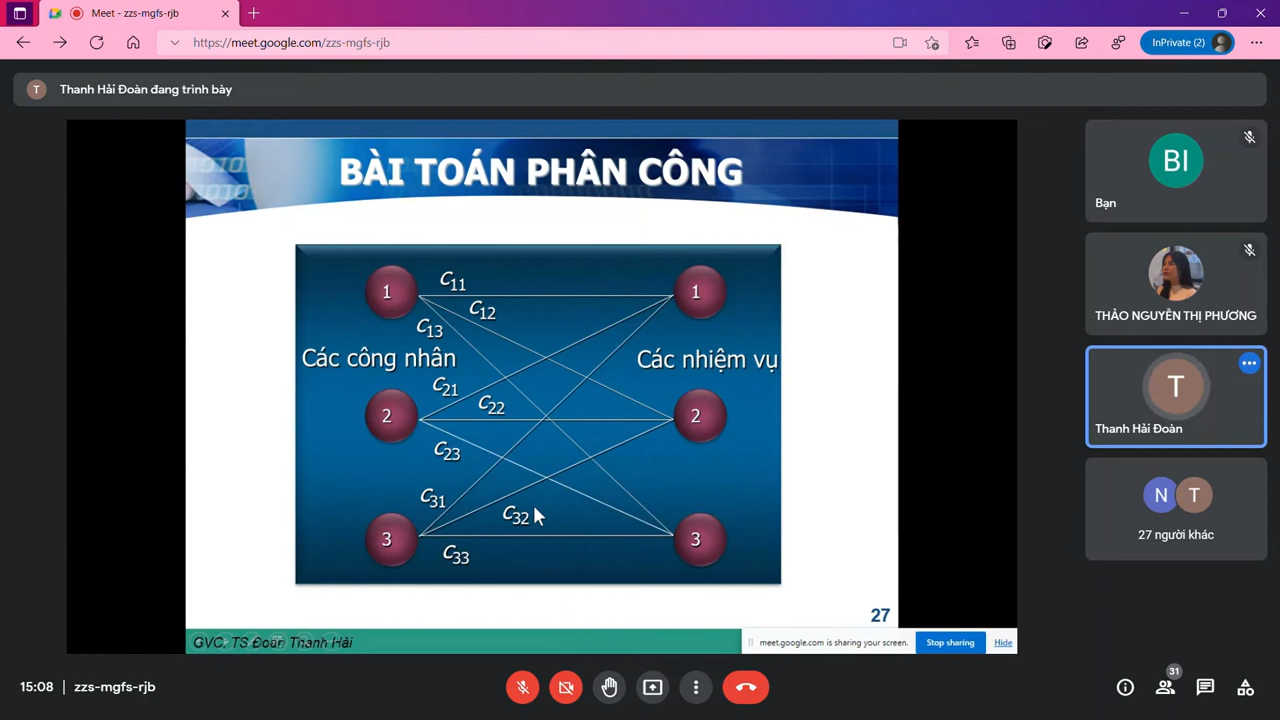 Meet - zzs-mgfs-rjb
https://meet.google.com/zzs-mgfs-rjb
InPrivate (2)
T
Thanh Hải Đoàn đang trình bày
BÀI TOÁN PHÂN CÔNG
1
c11
1
c12
c13
Các công nhân
Các nhiệm vụ
c21
2
c22
2
c23
c31
c32
3
c33
3
27
GVC. TS Đoàn Thanh Hải
meet.google.com is sharing your screen.
Stop sharing
Hide
BI
Bạn
THẢO NGUYỄN THỊ PHƯƠNG
T
Thanh Hải Đoàn
N
T
27 người khác
15:08
zzs-mgfs-rjb
31